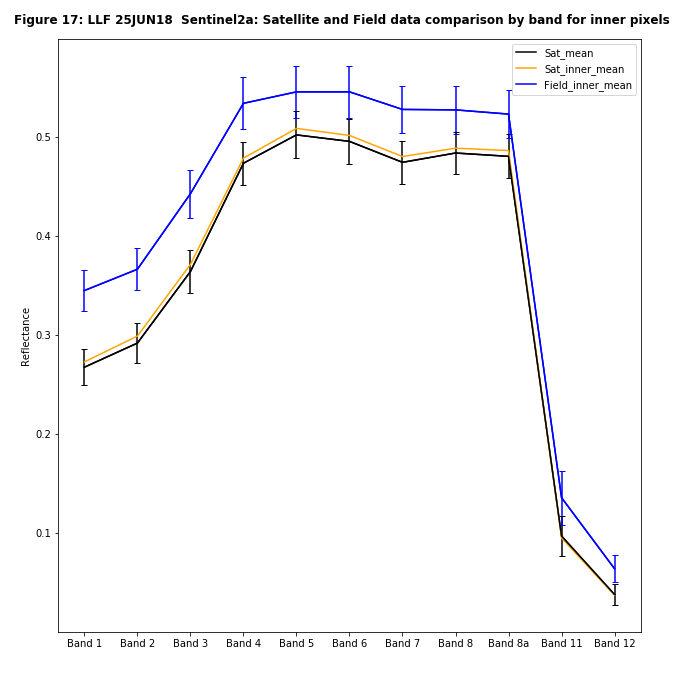 Figure 17: LLF 25JUN18  Sentinel2a: Satellite and Field data comparison by band for inner pixels
Sat_mean
Sat_inner_mean
Field_inner_mean
0.5
0.4
0.3
0.2
0.1
Reflectance
Band 1 Band 2 Band 3 Band 4 Band 5 Band 6 Band 7 Band 8 Band 8a Band 11 Band 12